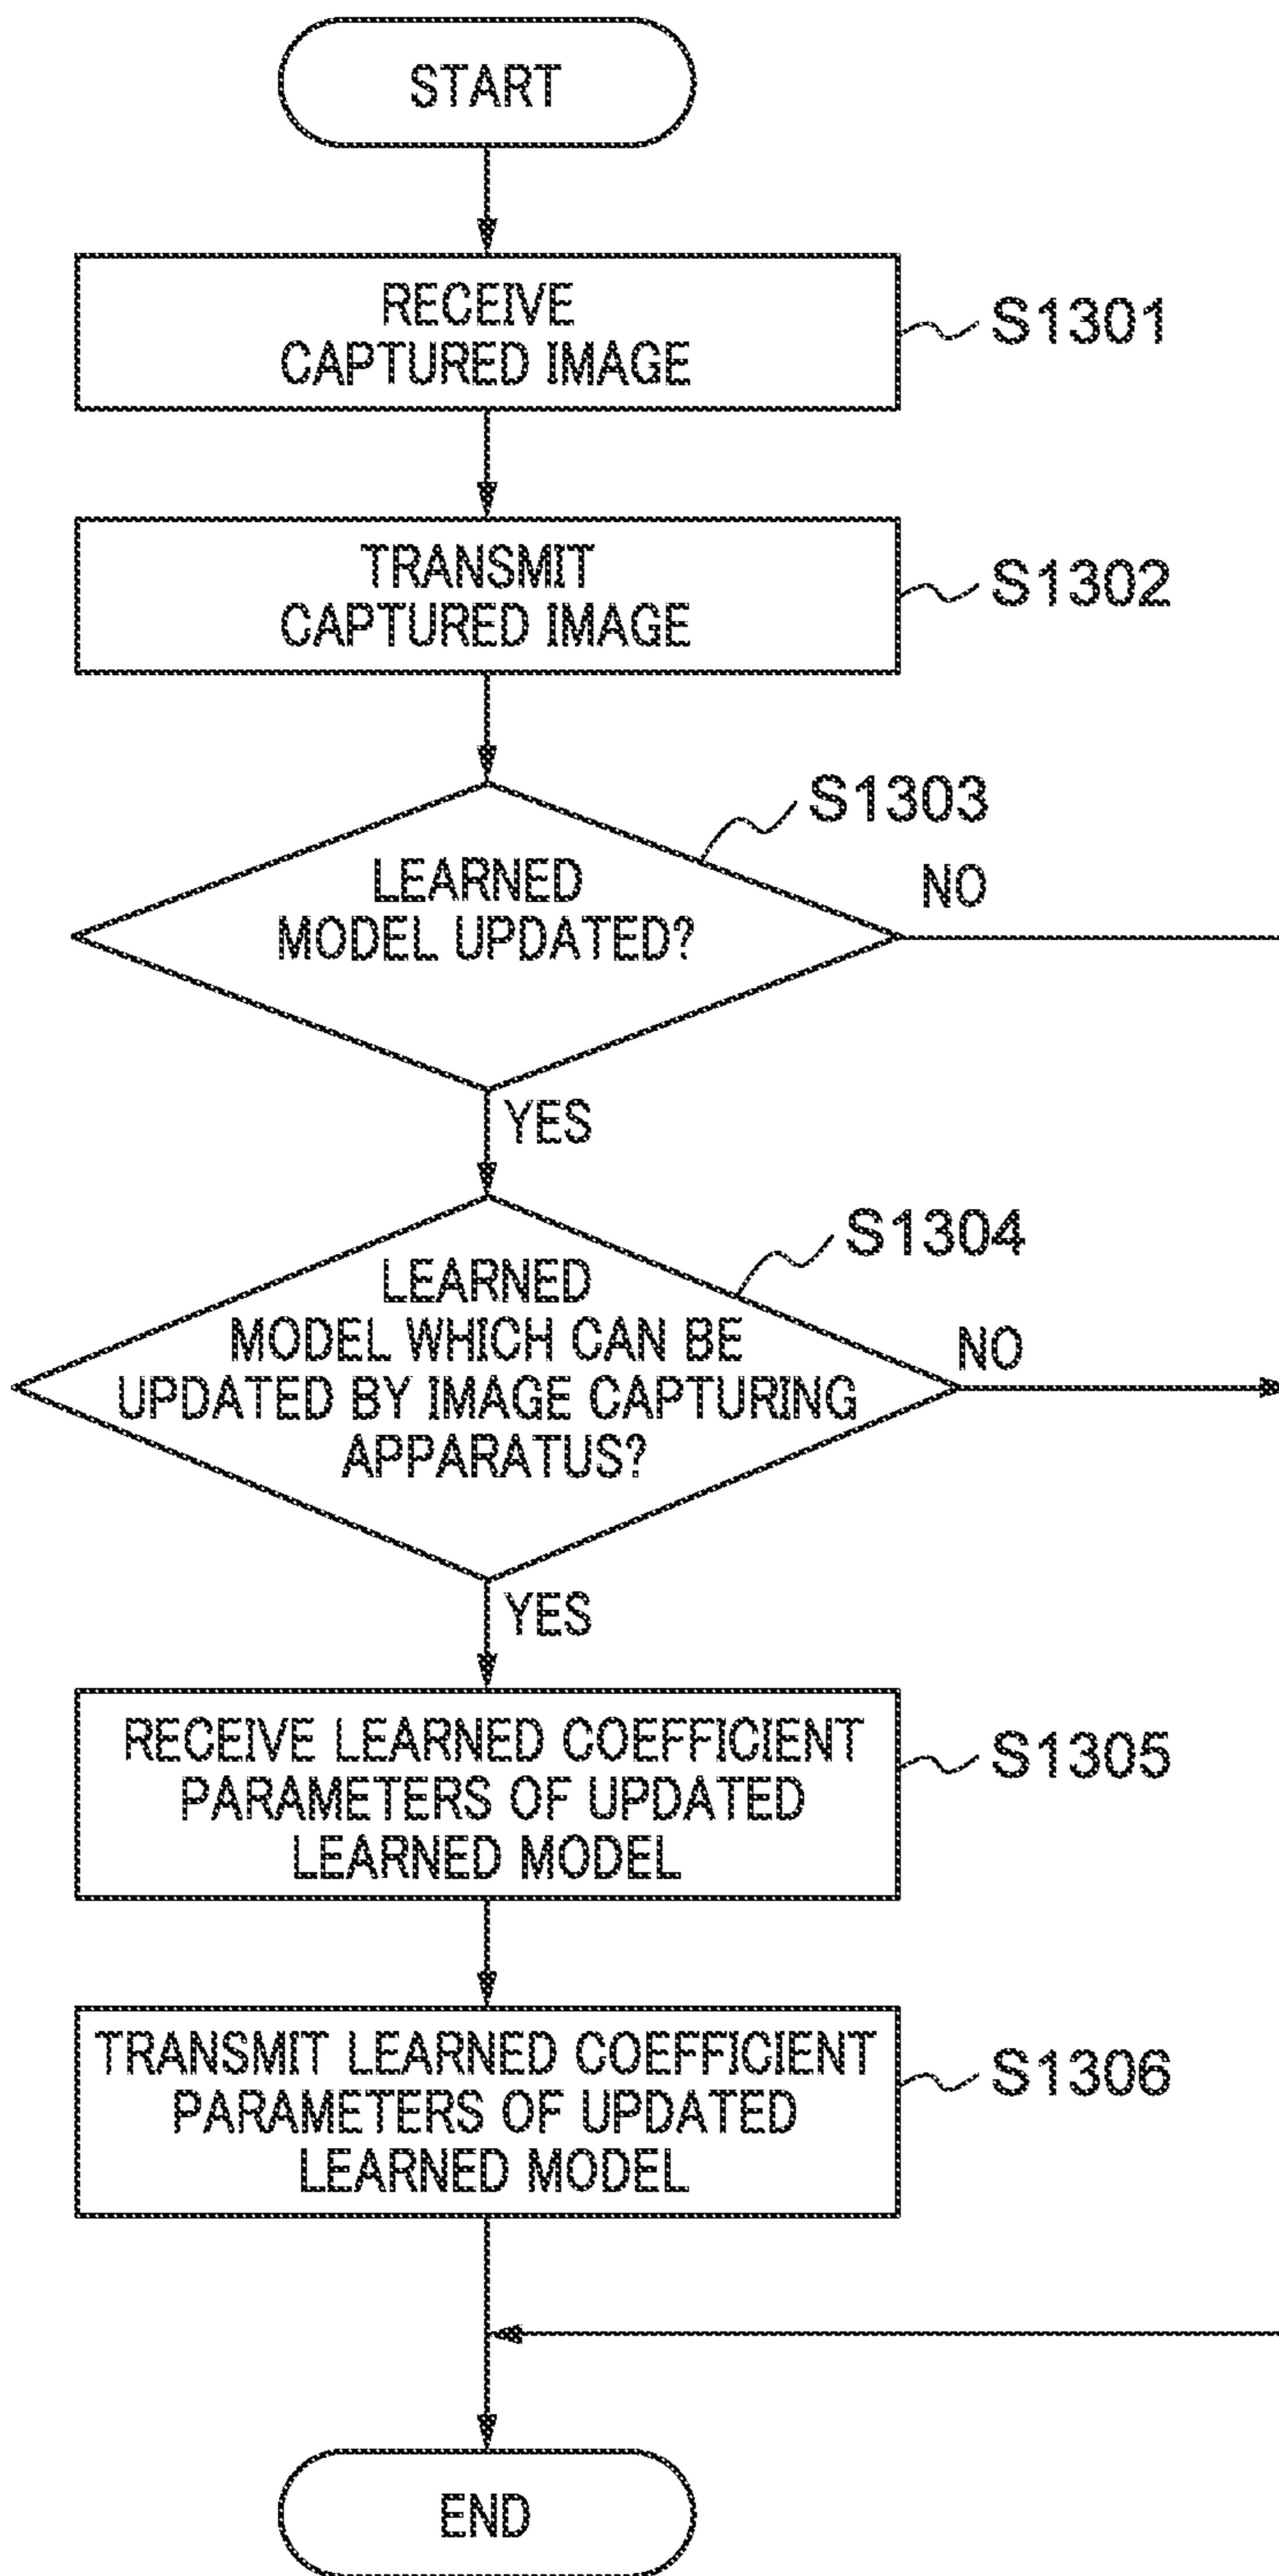 START
RECEIVE
CAPTURED IMAGE
S1301
TRANSMIT
CAPTURED IMAGE
S1302
S1303
LEARNED
MODEL UPDATED?
NO
YES
S1304
LEARNED
MODEL WHICH CAN BE
UPDATED BY IMAGE CAPTURING
APPARATUS?
NO
YES
RECEIVE LEARNED COEFFICIENT
PARAMETERS OF UPDATED
LEARNED MODEL
S1305
TRANSMIT LEARNED COEFFICIENT
PARAMETERS OF UPDATED
LEARNED MODEL
S1306
END